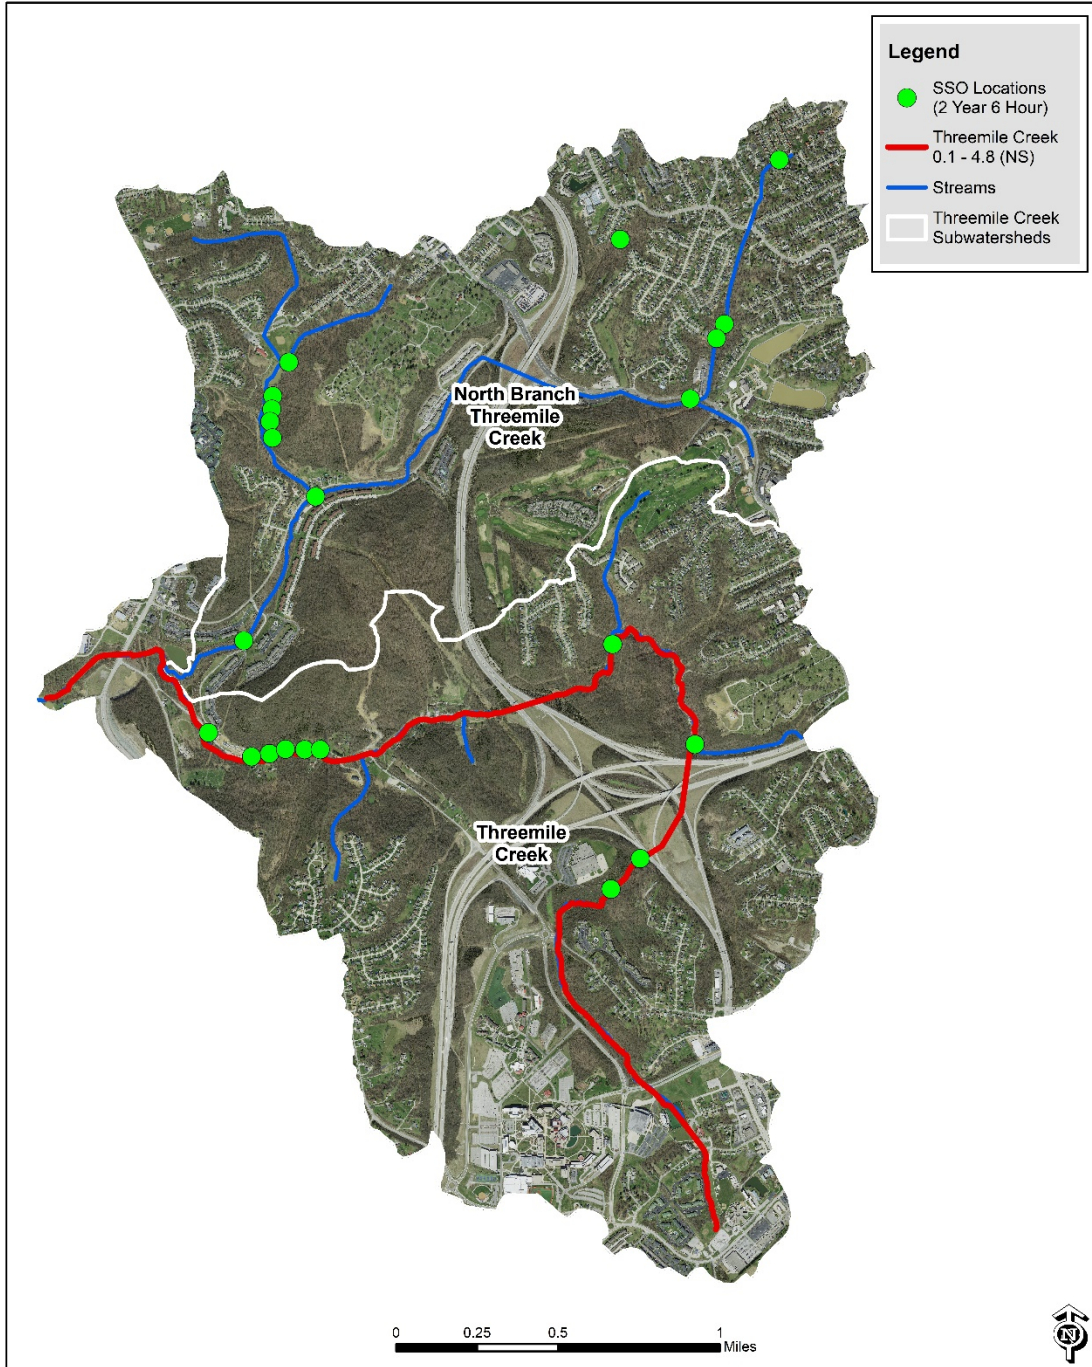 Legend
SSO Locations
(2 Year 6 Hour)
Threemile Creek
0.1 - 4.8 (NS)
Streams
Threemile Creek
Subwatersheds
North Branch
Threemile
Creek
Threemile
Creek
0 0.25 0.5 1
Miles
N